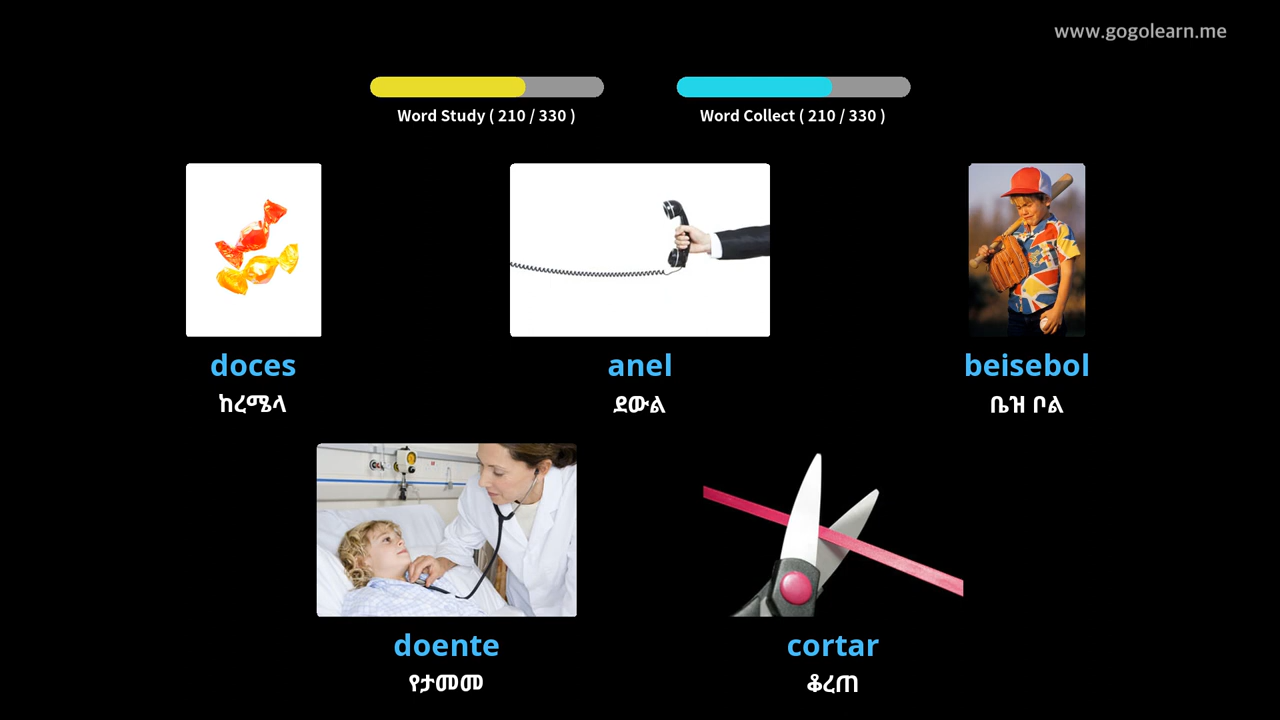 www.gogolearn.me
Word Study ( 210 / 330 )
Word Collect ( 210 / 330 )
doces
ከረሜላ
anel
ደውል
beisebol
ቤዝ ቦል
doente
የታመመ
cortar
ቆረጠ